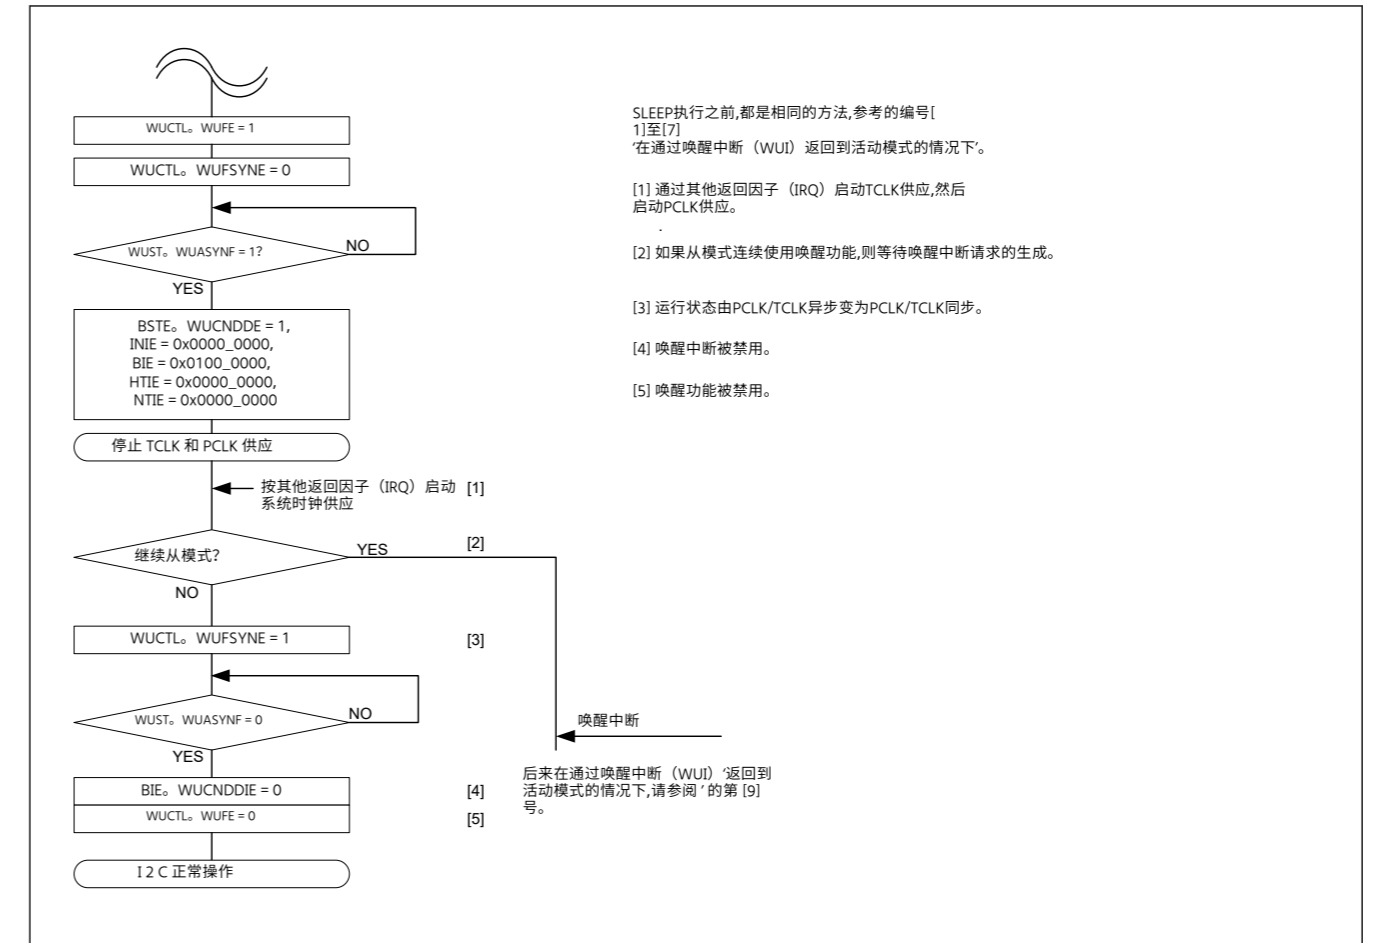 WUCTL。WUFE = 1
WUCTL。WUFSYNE = 0
WUST。WUASYNF = 1?
NO
YES
BSTE。WUCNDDE = 1,
INIE = 0x0000_0000,
BIE = 0x0100_0000,
HTIE = 0x0000_0000,
NTIE = 0x0000_0000
停止 TCLK 和 PCLK 供应
按其他返回因子（IRQ）启动 [1]
系统时钟供应
继续从模式?
YES
[2]
NO
WUCTL。WUFSYNE = 1
[3]
WUST。WUASYNF = 0
NO
YES
BIE。WUCNDDIE = 0
[4]
WUCTL。WUFE = 0
[5]
I 2 C 正常操作
唤醒中断
后来在通过唤醒中断（WUI）‘返回到
活动模式的情况下,请参阅 ’ 的第 [9]
号。
SLEEP执行之前,都是相同的方法,参考的编号[
1]至[7]
‘在通过唤醒中断（WUI）返回到活动模式的情况下’。
[1] 通过其他返回因子（IRQ）启动TCLK供应,然后
启动PCLK供应。
.
[2] 如果从模式连续使用唤醒功能,则等待唤醒中断请求的生成。
[3] 运行状态由PCLK/TCLK异步变为PCLK/TCLK同步。
[4] 唤醒中断被禁用。
[5] 唤醒功能被禁用。